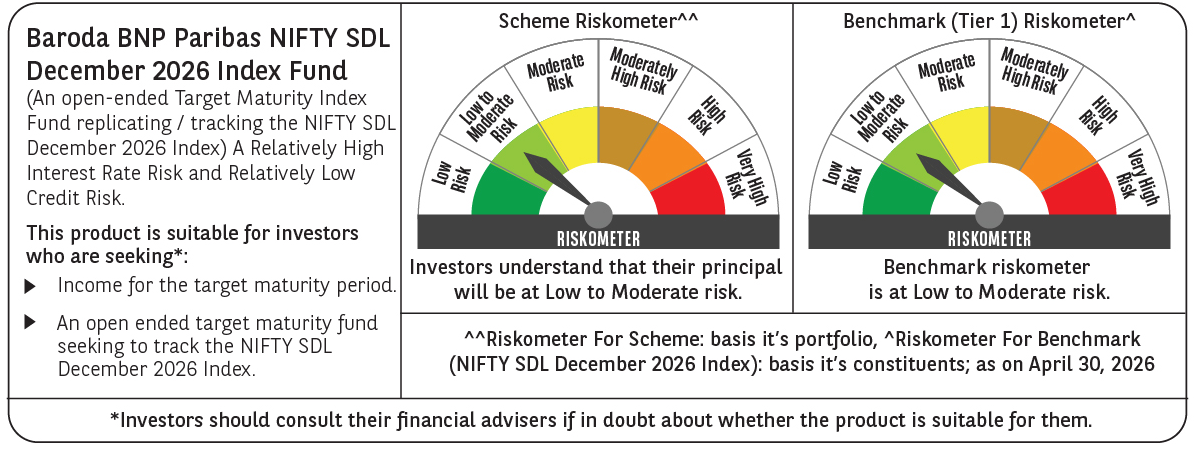 Baroda BNP Paribas NIFTY SDL
December 2026 Index Fund
(An open-ended Target Maturity Index
Fund replicating / tracking the NIFTY SDL
December 2026 Index) A Relatively High
Interest Rate Risk and Relatively Low
Credit Risk.
This product is suitable for investors
who are seeking*:
Income for the target maturity period.
An open ended target maturity fund
seeking to track the NIFTY SDL
December 2026 Index.
Scheme Riskometer^^
Low
Risk
Low to
Moderate
Risk
Moderate
Risk
Moderately
High Risk
High
Risk
Very High
Risk
RISKOMETER
Investors understand that their principal
will be at Low to Moderate risk.
Benchmark (Tier 1) Riskometer^
Low
Risk
Low to
Moderate
Risk
Moderate
Risk
Moderately
High Risk
High
Risk
Very High
Risk
RISKOMETER
Benchmark riskometer
is at Low to Moderate risk.
^^Riskometer For Scheme: basis it's portfolio, ^Riskometer For Benchmark
(NIFTY SDL December 2026 Index): basis it's constituents; as on April 30, 2026
*Investors should consult their financial advisers if in doubt about whether the product is suitable for them.